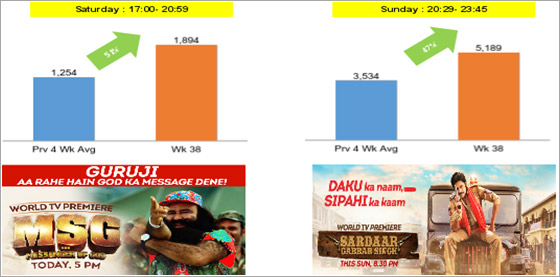 Saturday : 17:00- 20:59
51%
1,254
1,894
Prv 4 Wk Avg
Wk 38
GURUJI
AA RAHE HAIN GOD KA MESSAGE DENE!
WORLD TV PREMIERE
MSG
MESSENGER OF GOD
TODAY, 5 PM
Sunday : 20:29- 23:45
47%
3,534
5,189
Prv 4 Wk Avg
Wk 38
DAKU ka naam,
SIPAHI ka kaam
WORLD TV PREMIERE
SARDAAR
GABBAR SINGH
THIS SUN, 8.30 PM